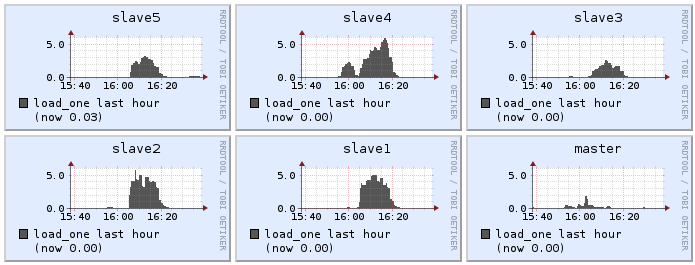 slave5
5.0
0.0
15:40 16:00 16:20
load_one last hour
(now 0.03)
RRDTOOL / TOBI OETIKER
slave4
5.0
0.0
15:40 16:00 16:20
load_one last hour
(now 0.00)
RRDTOOL / TOBI OETIKER
slave3
5.0
0.0
15:40 16:00 16:20
load_one last hour
(now 0.00)
RRDTOOL / TOBI OETIKER
slave2
5.0
0.0
15:40 16:00 16:20
load_one last hour
(now 0.00)
RRDTOOL / TOBI OETIKER
slave1
5.0
0.0
15:40 16:00 16:20
load_one last hour
(now 0.00)
RRDTOOL / TOBI OETIKER
master
5.0
0.0
15:40 16:00 16:20
load_one last hour
(now 0.00)
RRDTOOL / TOBI OETIKER